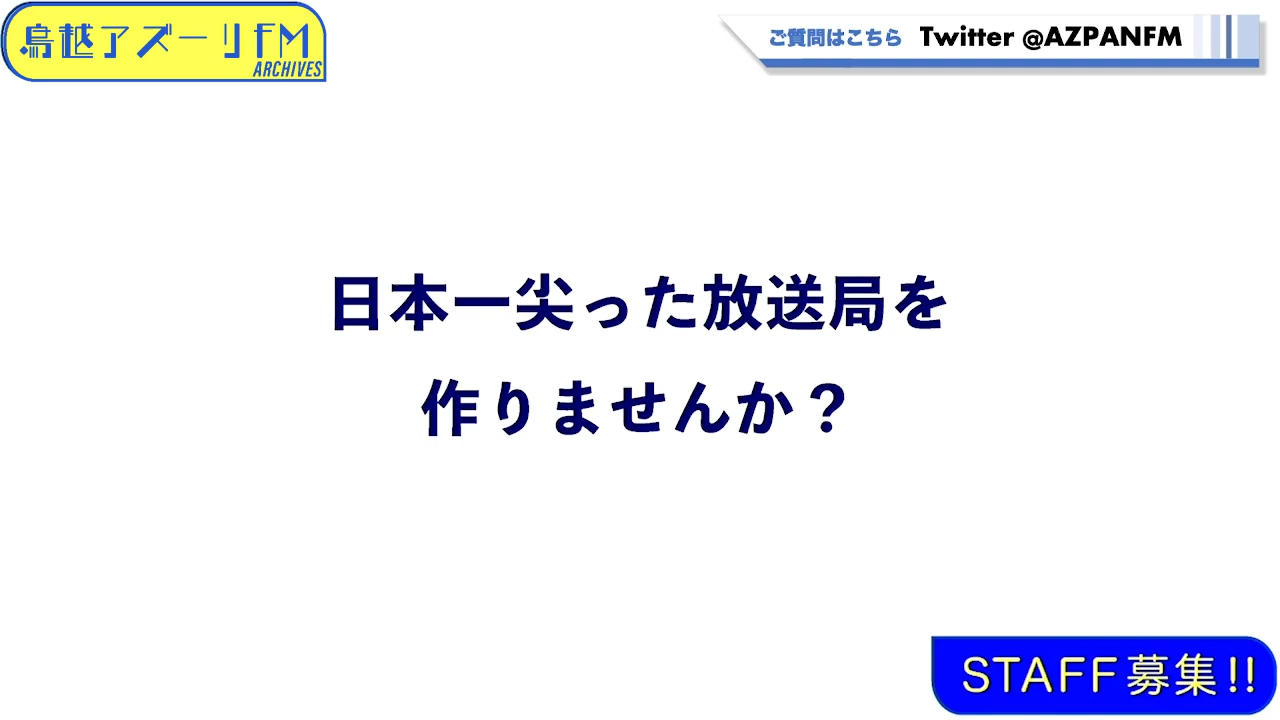 鳥越アズーリFM
ARCHIVES
ご質問はこちら Twitter @AZPANFM
日本一尖った放送局を
作りませんか？
STAFF募集!!